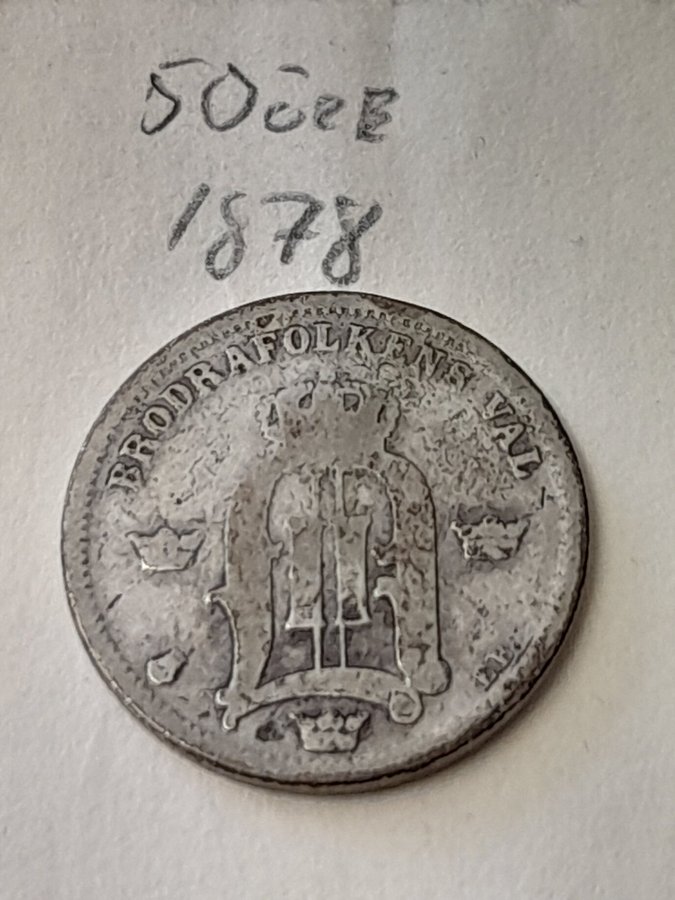 50öre
1878
BRÖDRAFOLKENS VÄL
E.B.